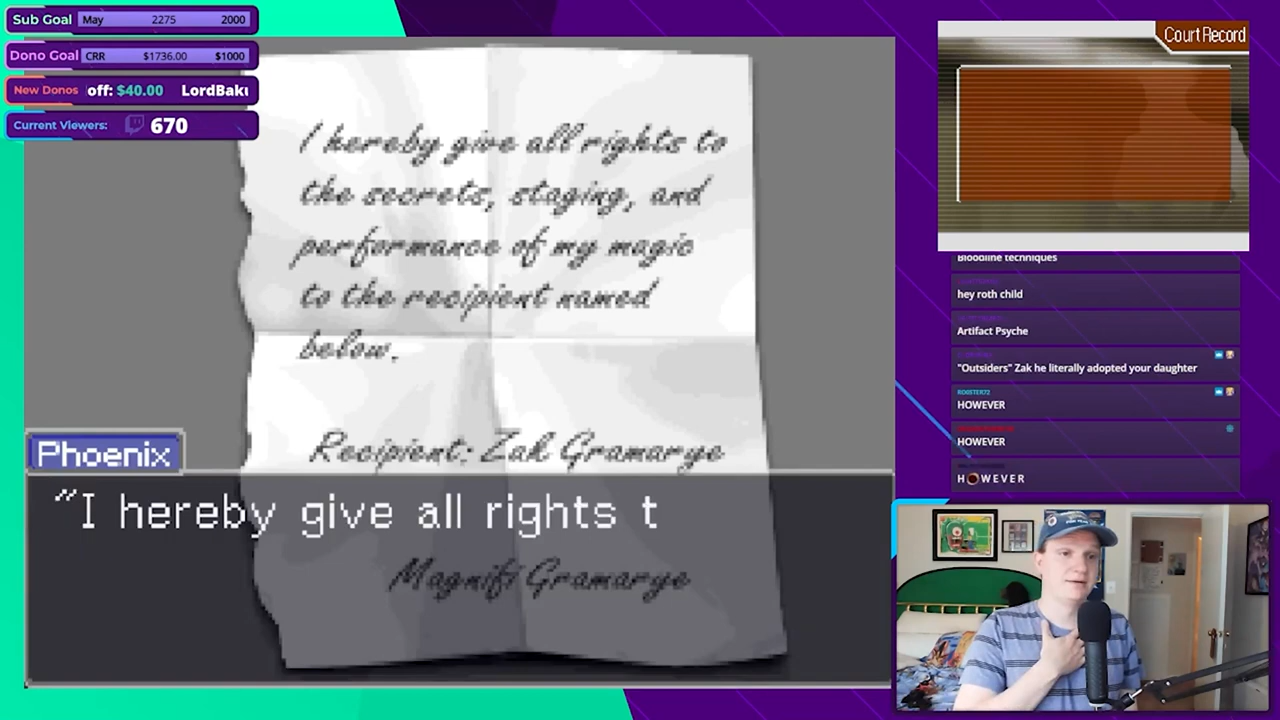 Sub Goal May 2275 2000
Dono Goal CRR $1736.00 $1000
New Donos off: $40.00 LordBaku
Current Viewers: 670
I hereby give all rights to
the secrets, staging, and
performance of my magic
to the recipient named
below.
Recipient: Zak Gramarye
Magnifi Gramarye
Phoenix
"I hereby give all rights t
Court Record
Bloodline techniques
hey roth child
Artifact Psyche
"Outsiders" Zak he literally adopted your daughter
ROOSTER72
HOWEVER
HOWEVER
HOWEVER